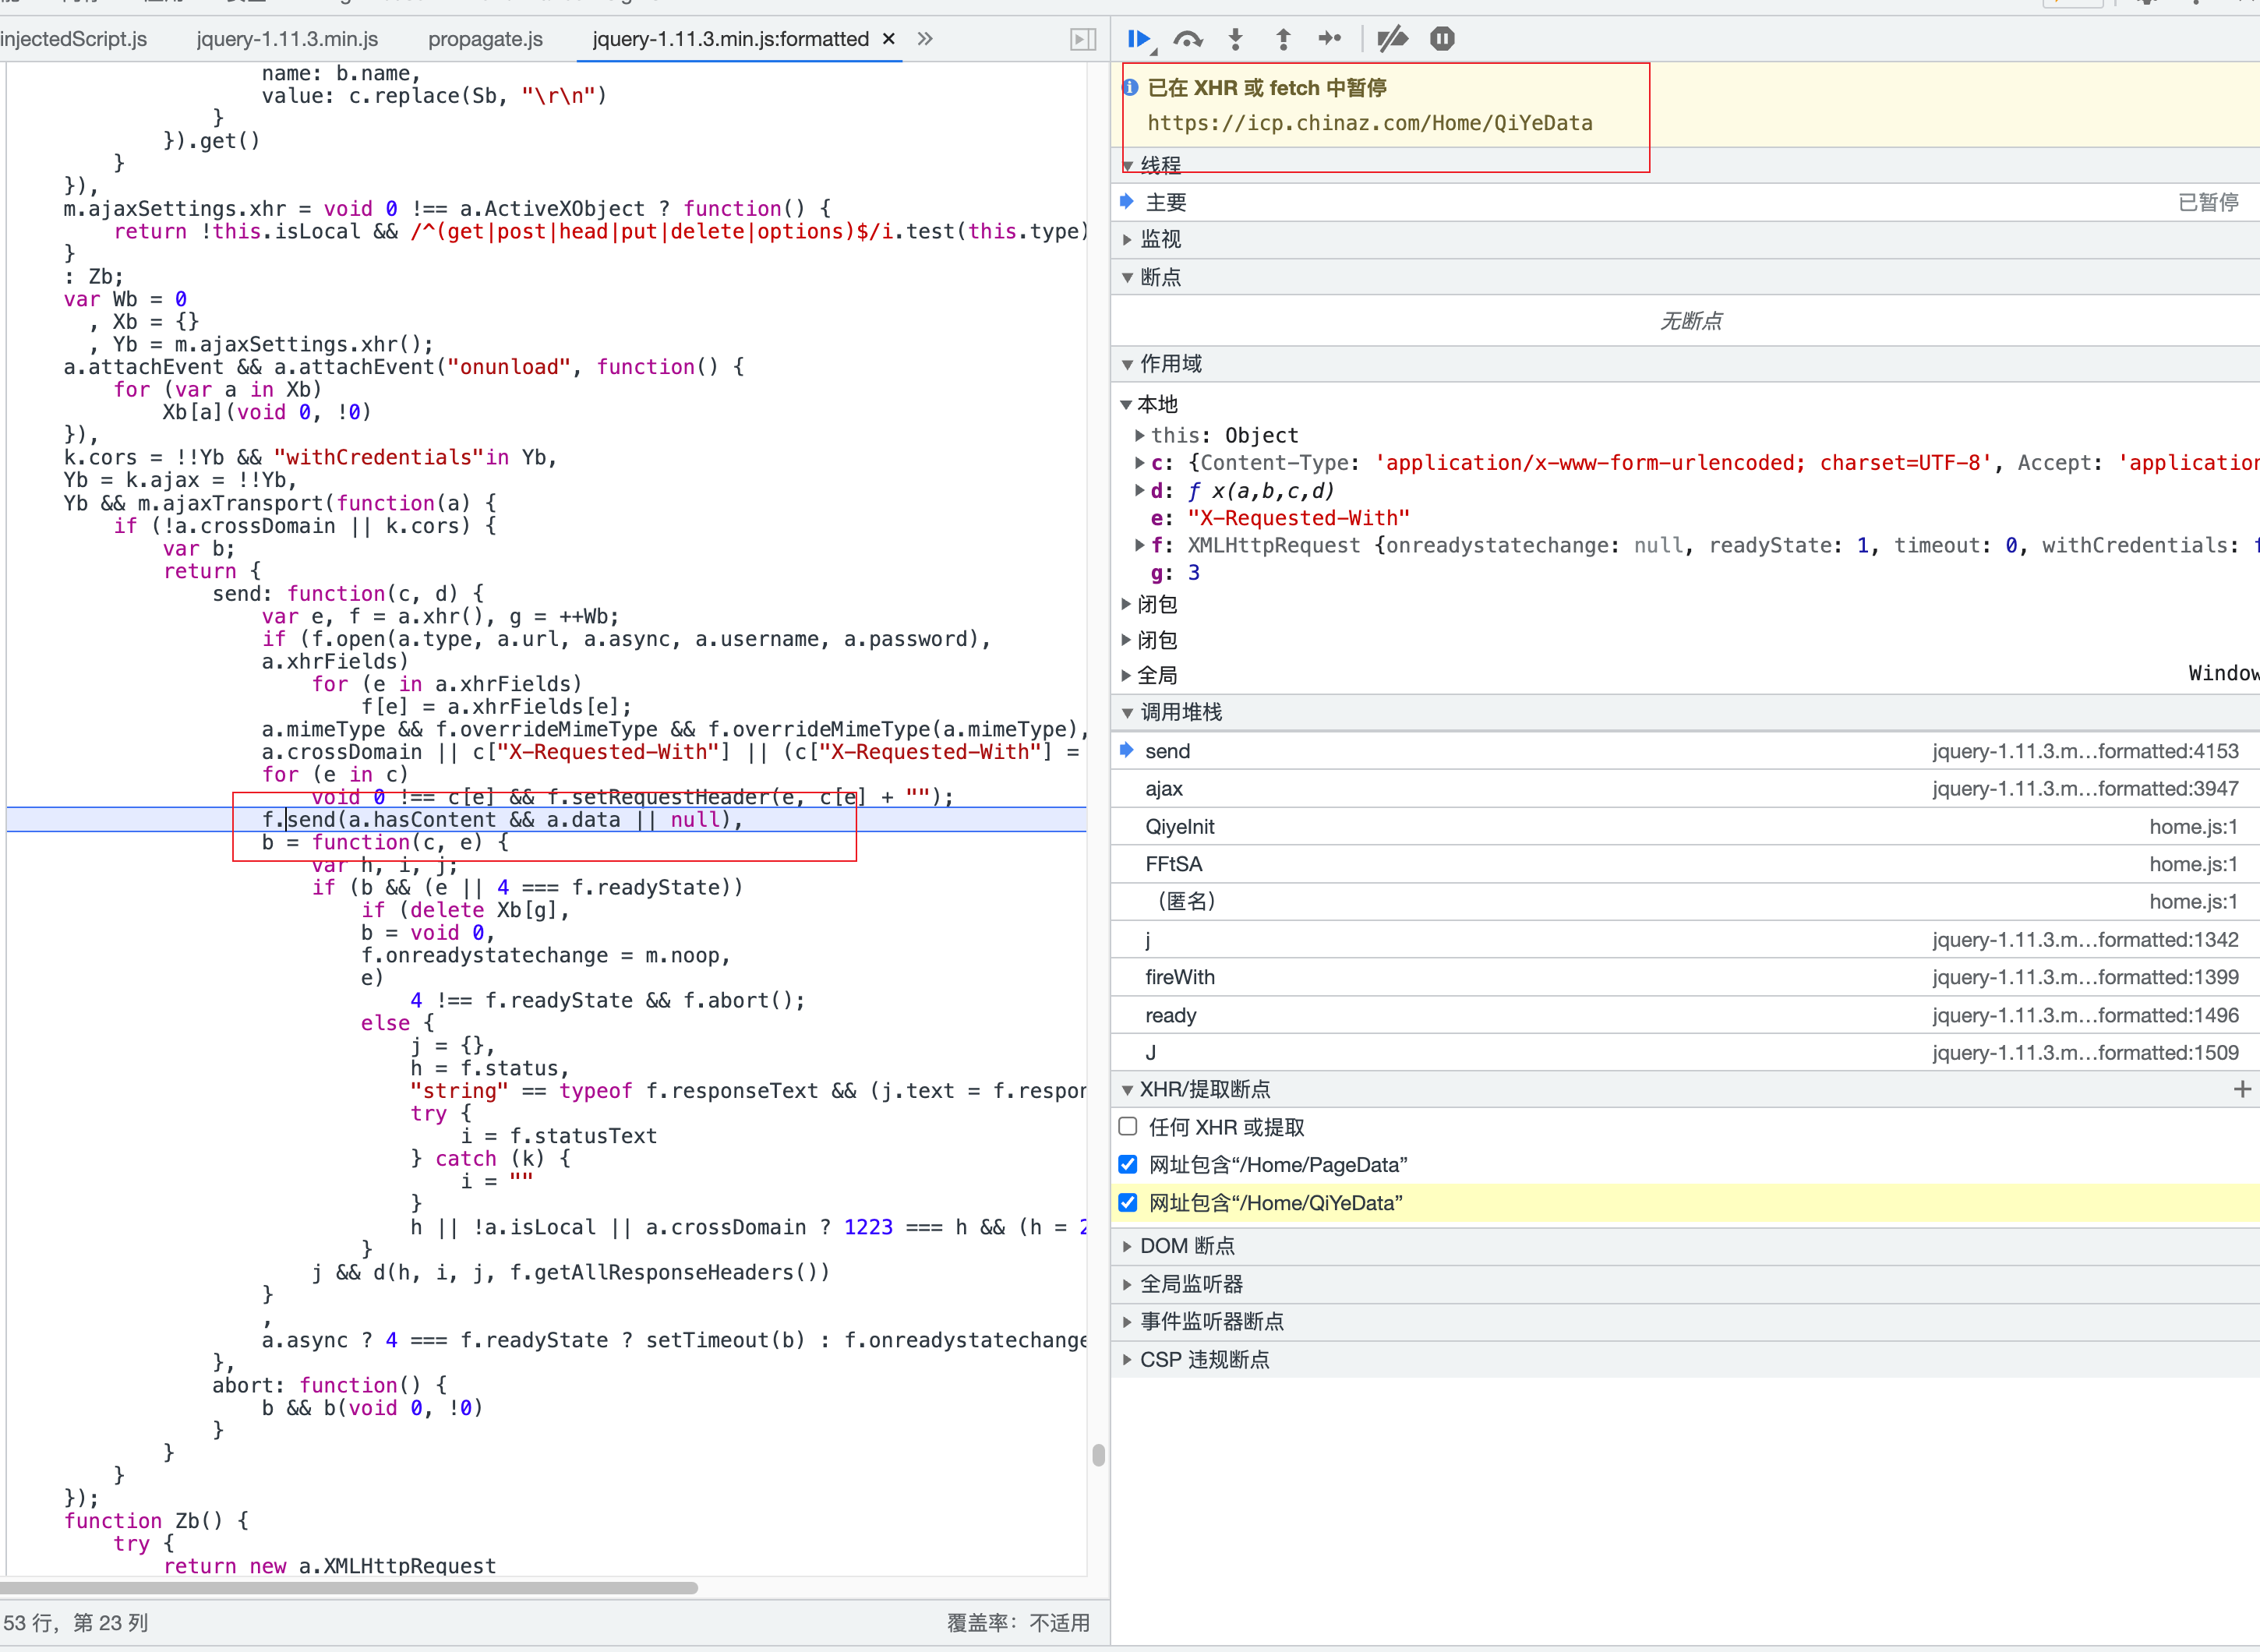 injectedScript.js jquery-1.11.3.min.js propagate.js jquery-1.11.3.min.js:formatted × »
name: b.name,
value: c.replace(Sb, "\r\n")
}
}).get()
}
}),
m.ajaxSettings.xhr = void 0 !== a.ActiveXObject ? function() {
return !this.isLocal && /^(get|post|head|put|delete|options)$/i.test(this.type)
}
: Zb;
var Wb = 0
, Xb = {}
, Yb = m.ajaxSettings.xhr();
a.attachEvent && a.attachEvent("onunload", function() {
for (var a in Xb)
Xb[a](void 0, !0)
}),
k.cors = !!Yb && "withCredentials"in Yb,
Yb = k.ajax = !!Yb,
Yb && m.ajaxTransport(function(a) {
if (!a.crossDomain || k.cors) {
var b;
return {
send: function(c, d) {
var e, f = a.xhr(), g = ++Wb;
if (f.open(a.type, a.url, a.async, a.username, a.password),
a.xhrFields)
for (e in a.xhrFields)
f[e] = a.xhrFields[e];
a.mimeType && f.overrideMimeType && f.overrideMimeType(a.mimeType),
a.crossDomain || c["X-Requested-With"] || (c["X-Requested-With"] =
for (e in c)
void 0 !== c[e] && f.setRequestHeader(e, c[e] + "");
f.send(a.hasContent && a.data || null),
b = function(c, e) {
var h, i, j;
if (b && (e || 4 === f.readyState))
if (delete Xb[g],
b = void 0,
f.onreadystatechange = m.noop,
e)
4 !== f.readyState && f.abort();
else {
j = {},
h = f.status,
"string" == typeof f.responseText && (j.text = f.respon
try {
i = f.statusText
} catch (k) {
i = ""
}
h || !a.isLocal || a.crossDomain ? 1223 === h && (h = 2
}
j && d(h, i, j, f.getAllResponseHeaders())
}
,
a.async ? 4 === f.readyState ? setTimeout(b) : f.onreadystatechange
},
abort: function() {
b && b(void 0, !0)
}
}
}
});
function Zb() {
try {
return new a.XMLHttpRequest
53 行，第 23 列 覆盖率：不适用
已在 XHR 或 fetch 中暂停
https://icp.chinaz.com/Home/QiYeData
线程
主要 已暂停
监视
断点
无断点
作用域
本地
this: Object
c: {Content-Type: 'application/x-www-form-urlencoded; charset=UTF-8', Accept: 'application
d: ƒ x(a,b,c,d)
e: "X-Requested-With"
f: XMLHttpRequest {onreadystatechange: null, readyState: 1, timeout: 0, withCredentials: f
g: 3
闭包
闭包
全局 Window
调用堆栈
send jquery-1.11.3.m…formatted:4153
ajax jquery-1.11.3.m…formatted:3947
QiyeInit home.js:1
FFtSA home.js:1
（匿名） home.js:1
j jquery-1.11.3.m…formatted:1342
fireWith jquery-1.11.3.m…formatted:1399
ready jquery-1.11.3.m…formatted:1496
J jquery-1.11.3.m…formatted:1509
XHR/提取断点 +
任何 XHR 或提取
网址包含“/Home/PageData”
网址包含“/Home/QiYeData”
DOM 断点
全局监听器
事件监听器断点
CSP 违规断点